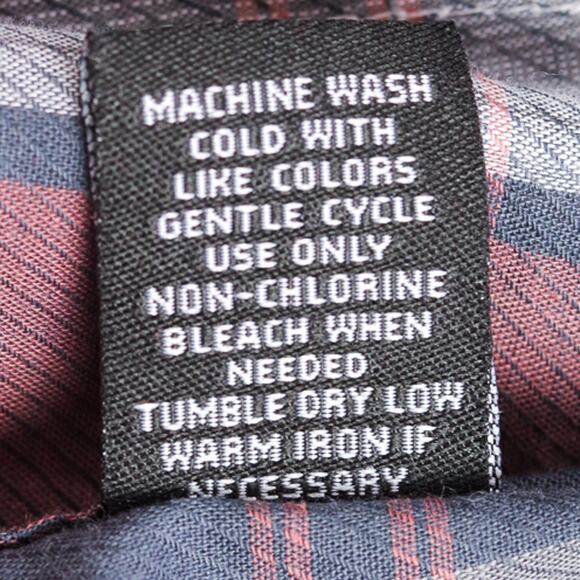 MACHINE WASH
COLD WITH
LIKE COLORS
GENTLE CYCLE
USE ONLY
NON-CHLORINE
BLEACH WHEN
NEEDED
TUMBLE DRY LOW
WARM IRON IF
NECESSARY